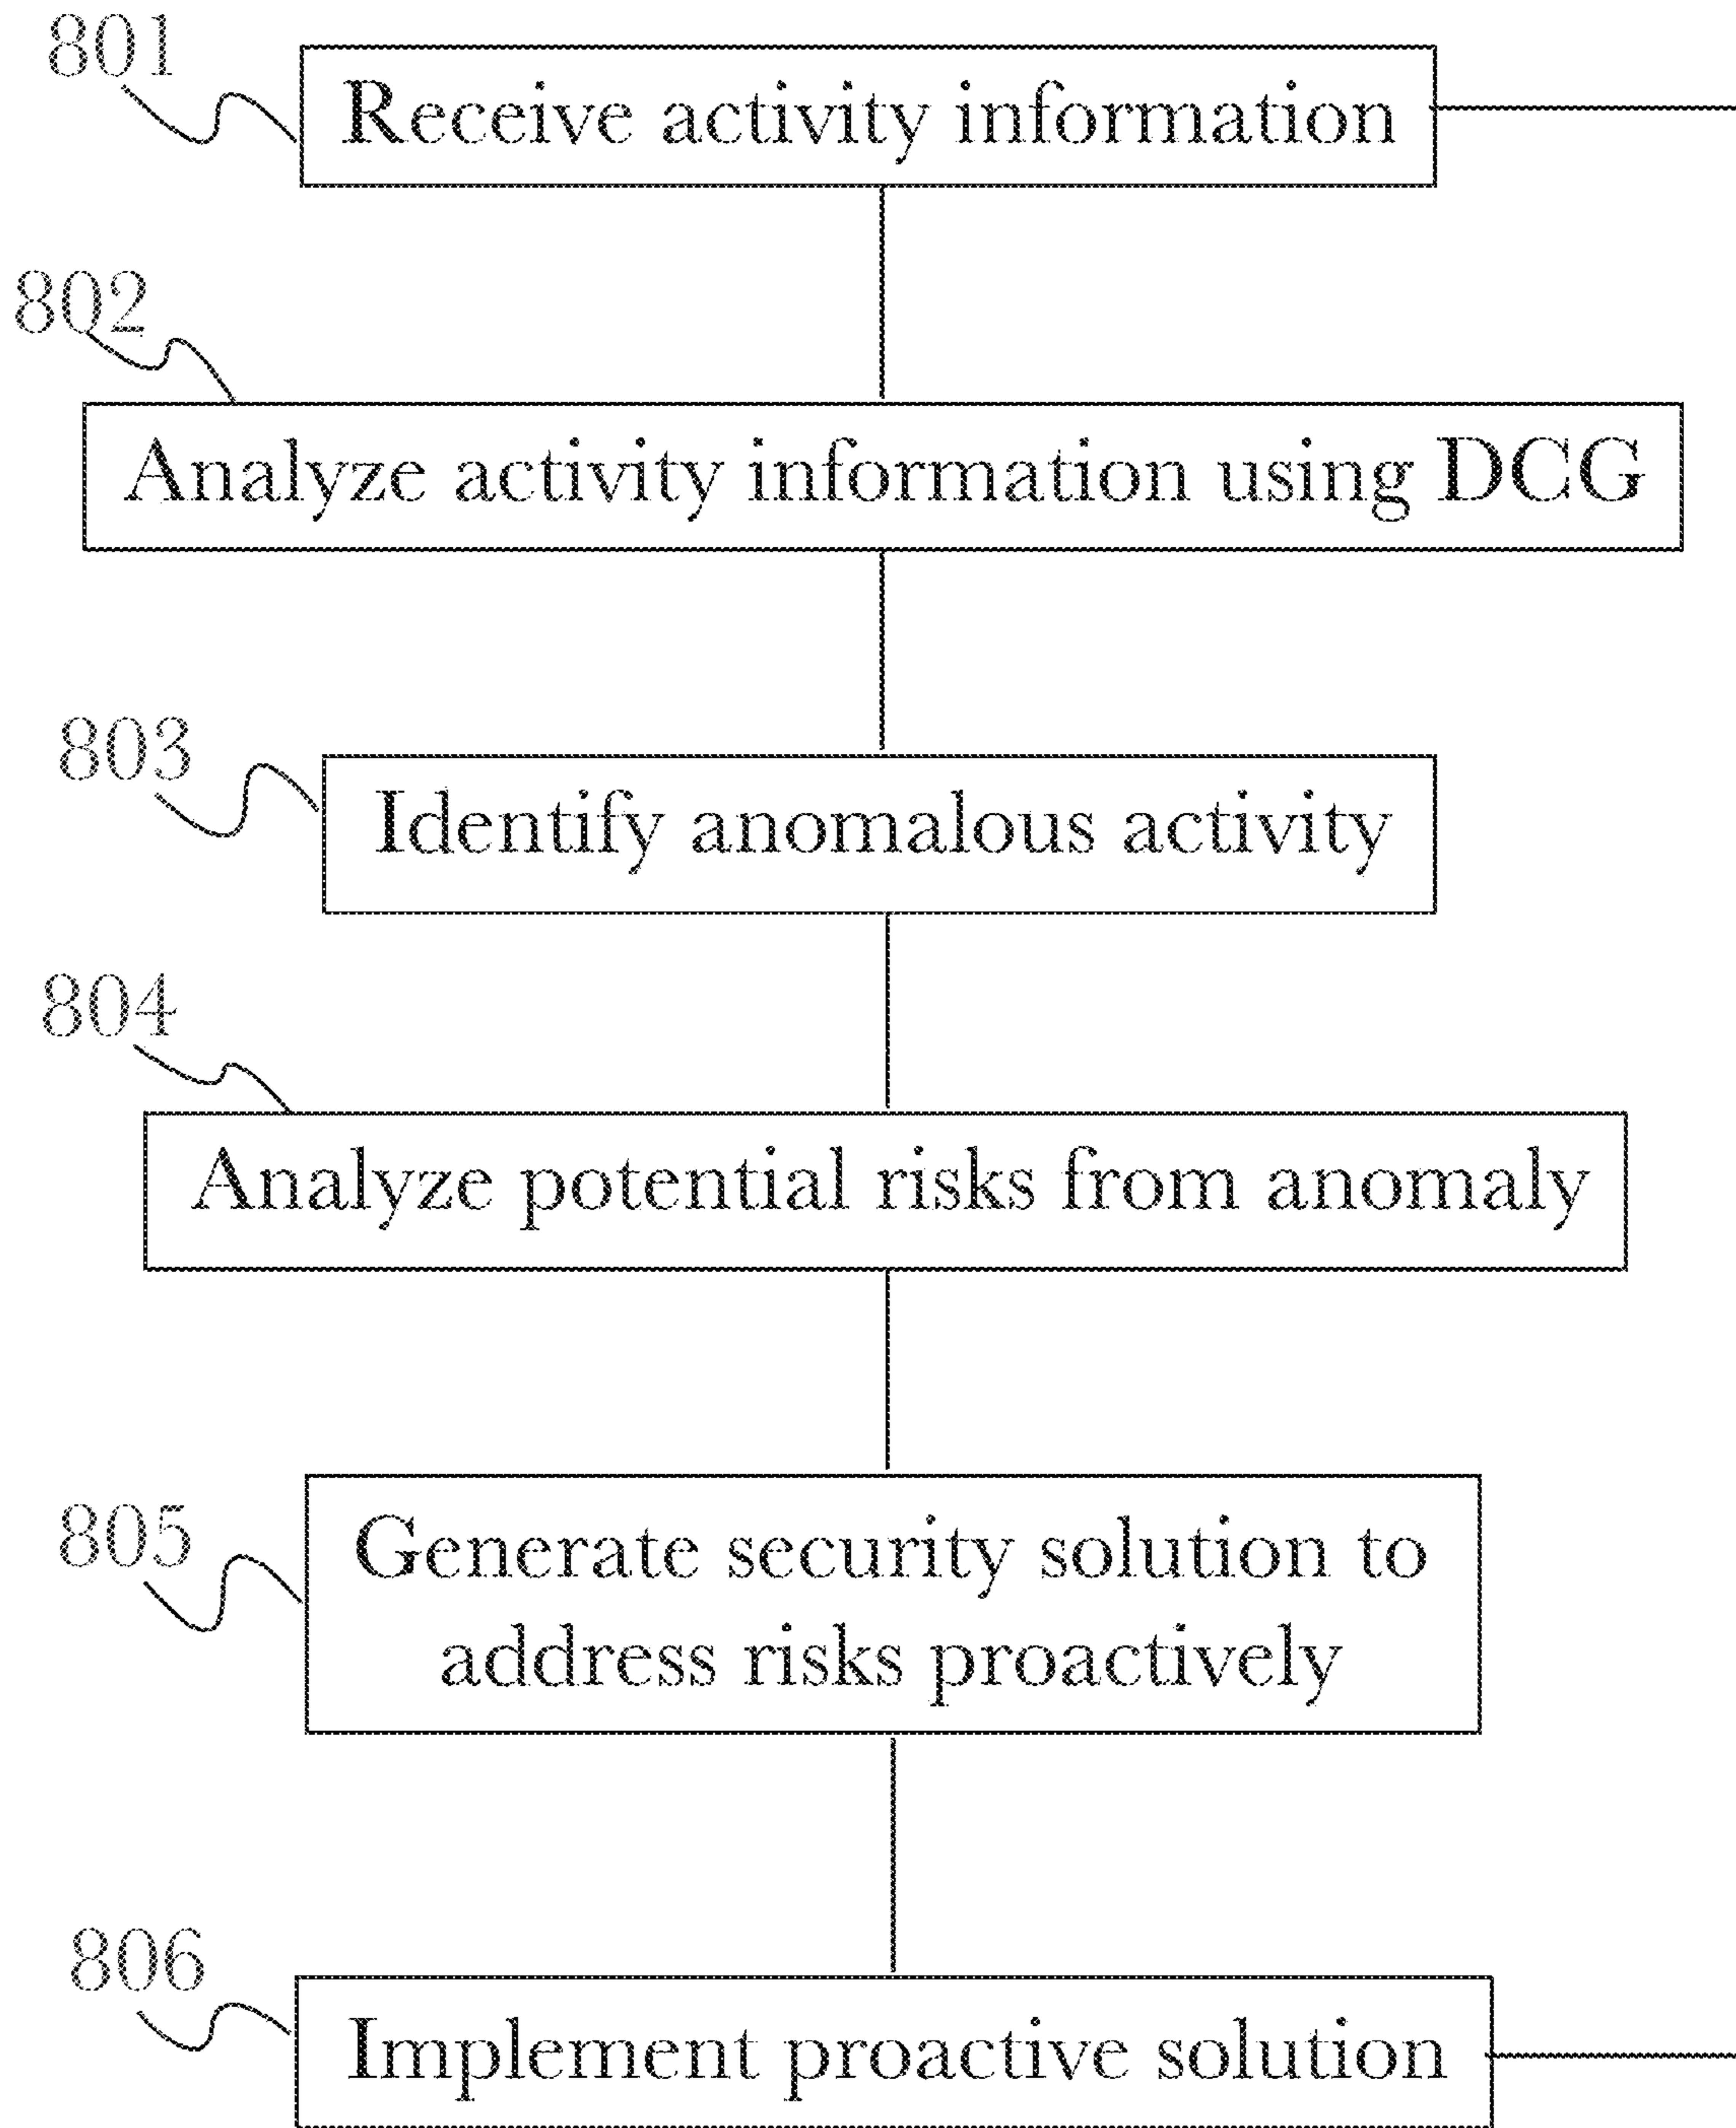 801
Receive activity information
802
Analyze activity information using DCG
803
Identify anomalous activity
804
Analyze potential risks from anomaly
805
Generate security solution to
address risks proactively
806
Implement proactive solution